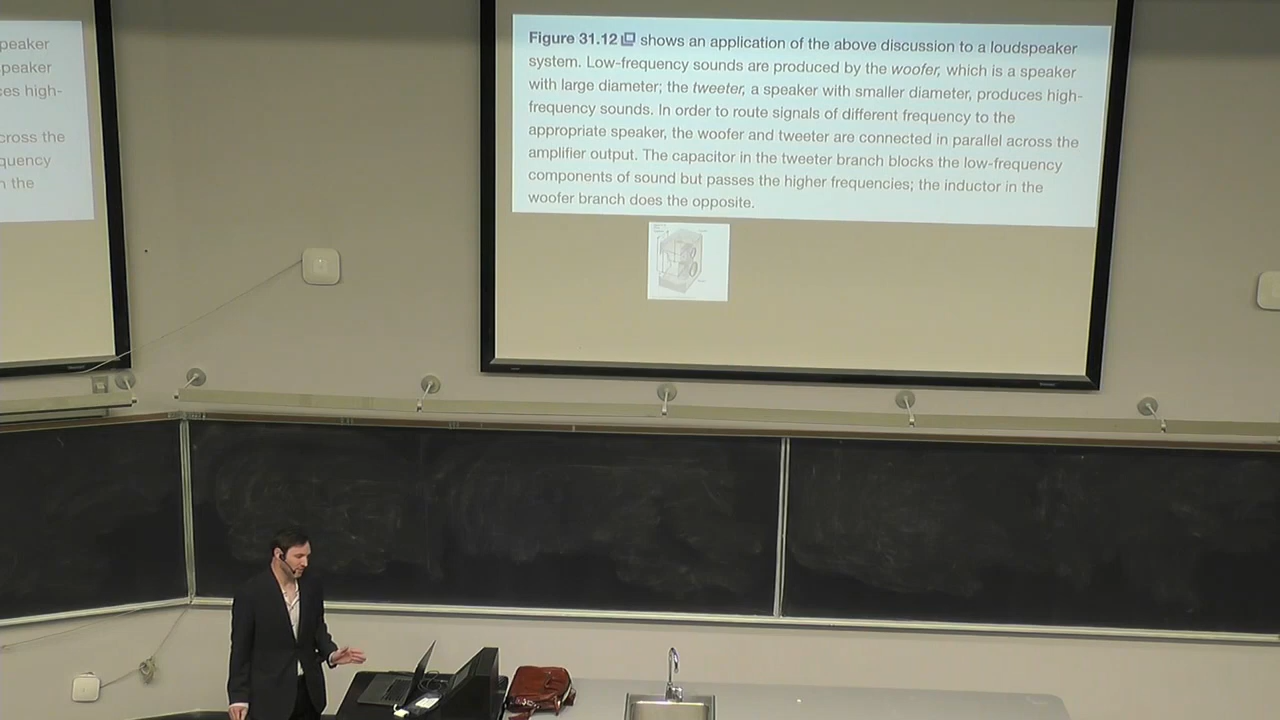 peaker
peaker
ces high-
cross the
quency
n the
Figure 31.12 shows an application of the above discussion to a loudspeaker
system. Low-frequency sounds are produced by the woofer, which is a speaker
with large diameter; the tweeter, a speaker with smaller diameter, produces high-
frequency sounds. In order to route signals of different frequency to the
appropriate speaker, the woofer and tweeter are connected in parallel across the
amplifier output. The capacitor in the tweeter branch blocks the low-frequency
components of sound but passes the higher frequencies; the inductor in the
woofer branch does the opposite.